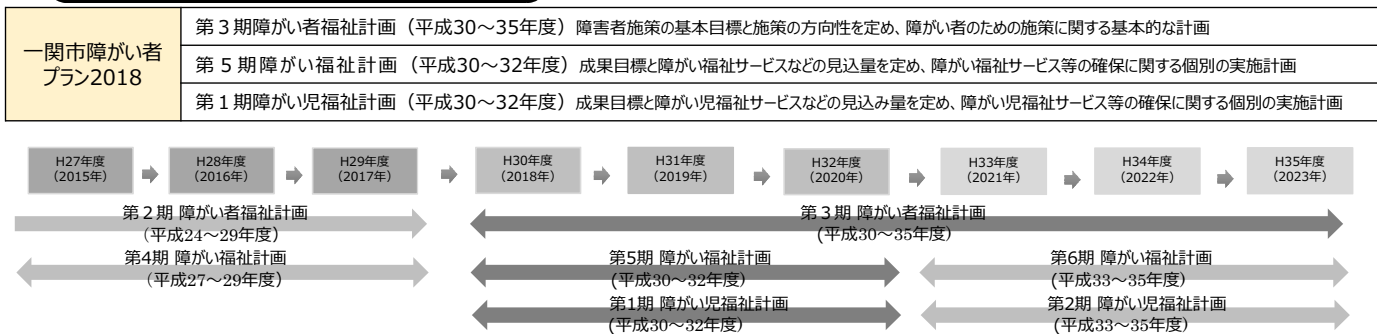 一関市障がい者
プラン2018
第３期障がい者福祉計画（平成30～35年度）障害者施策の基本目標と施策の方向性を定め、障がい者のための施策に関する基本的な計画
第５期障がい福祉計画（平成30～32年度）成果目標と障がい福祉サービスなどの見込量を定め、障がい福祉サービス等の確保に関する個別の実施計画
第１期障がい児福祉計画（平成30～32年度）成果目標と障がい児福祉サービスなどの見込み量を定め、障がい児福祉サービス等の確保に関する個別の実施計画
H27年度
（2015年）
H28年度
（2016年）
H29年度
（2017年）
H30年度
（2018年）
H31年度
（2019年）
H32年度
（2020年）
H33年度
（2021年）
H34年度
（2022年）
H35年度
（2023年）
第２期 障がい者福祉計画
（平成24～29年度）
第３期 障がい者福祉計画
(平成30～35年度）
第4期 障がい福祉計画
（平成27～29年度）
第5期 障がい福祉計画
(平成30～32年度）
第6期 障がい福祉計画
(平成33～35年度）
第1期 障がい児福祉計画
(平成30～32年度）
第2期 障がい児福祉計画
(平成33～35年度）